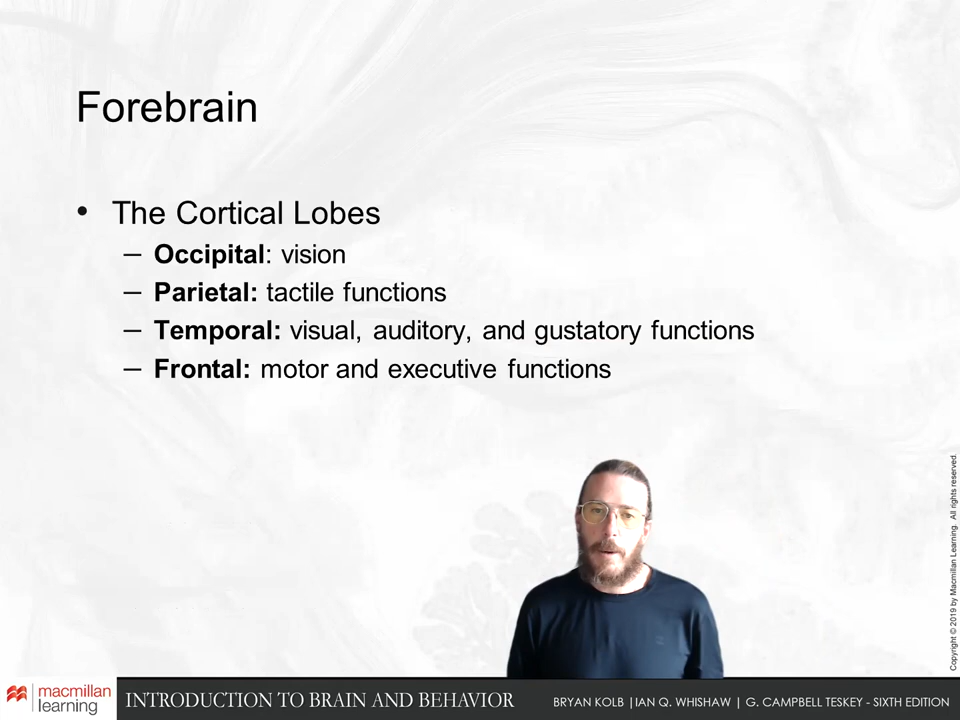 Forebrain
• The Cortical Lobes
– Occipital: vision
– Parietal: tactile functions
– Temporal: visual, auditory, and gustatory functions
– Frontal: motor and executive functions
Copyright © 2019 by Macmillan Learning. All rights reserved.
macmillan
learning
INTRODUCTION TO BRAIN AND BEHAVIOR
BRYAN KOLB | IAN Q. WHISHAW | G. CAMPBELL TESKEY - SIXTH EDITION